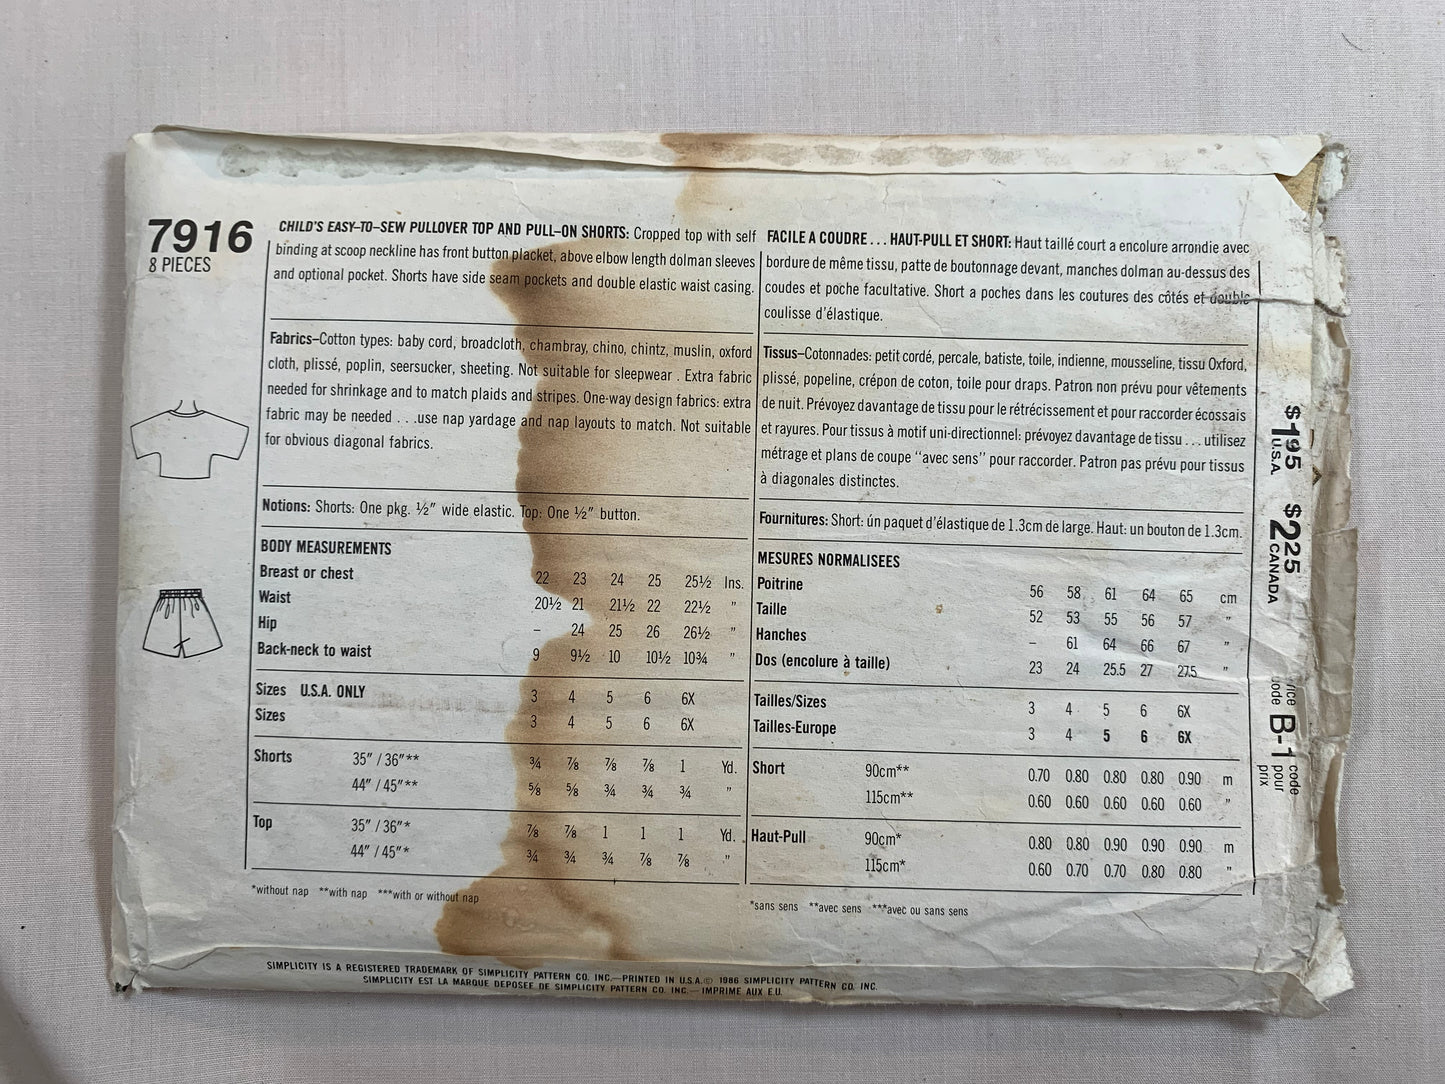 7916
8 PIECES
CHILD'S EASY-TO-SEW PULLOVER TOP AND PULL-ON SHORTS: Cropped top with self
binding at scoop neckline has front button placket, above elbow length dolman sleeves
and optional pocket. Shorts have side seam pockets and double elastic waist casing.
Fabrics–Cotton types: baby cord, broadcloth, chambray, chino, chintz, muslin, oxford
cloth, plissé, poplin, seersucker, sheeting. Not suitable for sleepwear . Extra fabric
needed for shrinkage and to match plaids and stripes. One-way design fabrics: extra
fabric may be needed . . .use nap yardage and nap layouts to match. Not suitable
for obvious diagonal fabrics.
Notions: Shorts: One pkg. ½" wide elastic. Top: One ½" button.
BODY MEASUREMENTS
Breast or chest 22 23 24 25 25½ Ins.
Waist 20½ 21 21½ 22 22½ "
Hip – 24 25 26 26½ "
Back-neck to waist 9 9½ 10 10½ 10¾ "
Sizes U.S.A. ONLY 3 4 5 6 6X
Sizes 3 4 5 6 6X
Shorts 35" / 36"** ¾ ⅞ ⅞ ⅞ 1 Yd.
44" / 45"** ⅝ ⅝ ¾ ¾ ¾ "
Top 35" / 36"* ⅞ ⅞ 1 1 1 Yd.
44" / 45"* ¾ ¾ ¾ ⅞ ⅞ "
*without nap **with nap ***with or without nap
FACILE A COUDRE . . . HAUT-PULL ET SHORT: Haut taillé court a encolure arrondie avec
bordure de même tissu, patte de boutonnage devant, manches dolman au-dessus des
coudes et poche facultative. Short a poches dans les coutures des côtés et double
coulisse d'élastique.
Tissus–Cotonnades: petit cordé, percale, batiste, toile, indienne, mousseline, tissu Oxford,
plissé, popeline, crépon de coton, toile pour draps. Patron non prévu pour vêtements
de nuit. Prévoyez davantage de tissu pour le rétrécissement et pour raccorder écossais
et rayures. Pour tissus à motif uni-directionnel: prévoyez davantage de tissu . . . utilisez
métrage et plans de coupe "avec sens" pour raccorder. Patron pas prévu pour tissus
à diagonales distinctes.
Fournitures: Short: ún paquet d'élastique de 1.3cm de large. Haut: un bouton de 1.3cm.
MESURES NORMALISEES
Poitrine 56 58 61 64 65 cm
Taille 52 53 55 56 57 "
Hanches – 61 64 66 67 "
Dos (encolure à taille) 23 24 25.5 27 27.5 "
Tailles/Sizes 3 4 5 6 6X
Tailles-Europe 3 4 5 6 6X
Short 90cm** 0.70 0.80 0.80 0.80 0.90 m
115cm** 0.60 0.60 0.60 0.60 0.60 "
Haut-Pull 90cm* 0.80 0.80 0.90 0.90 0.90 m
115cm* 0.60 0.70 0.70 0.80 0.80 "
*sans sens **avec sens ***avec ou sans sens
$1.95
U.S.A.
$2.25
CANADA
B-1
code
pour
prix
SIMPLICITY IS A REGISTERED TRADEMARK OF SIMPLICITY PATTERN CO. INC.—PRINTED IN U.S.A.© 1986 SIMPLICITY PATTERN CO. INC.
SIMPLICITY EST LA MARQUE DEPOSEE DE SIMPLICITY PATTERN CO. INC.— IMPRIME AUX E.U.